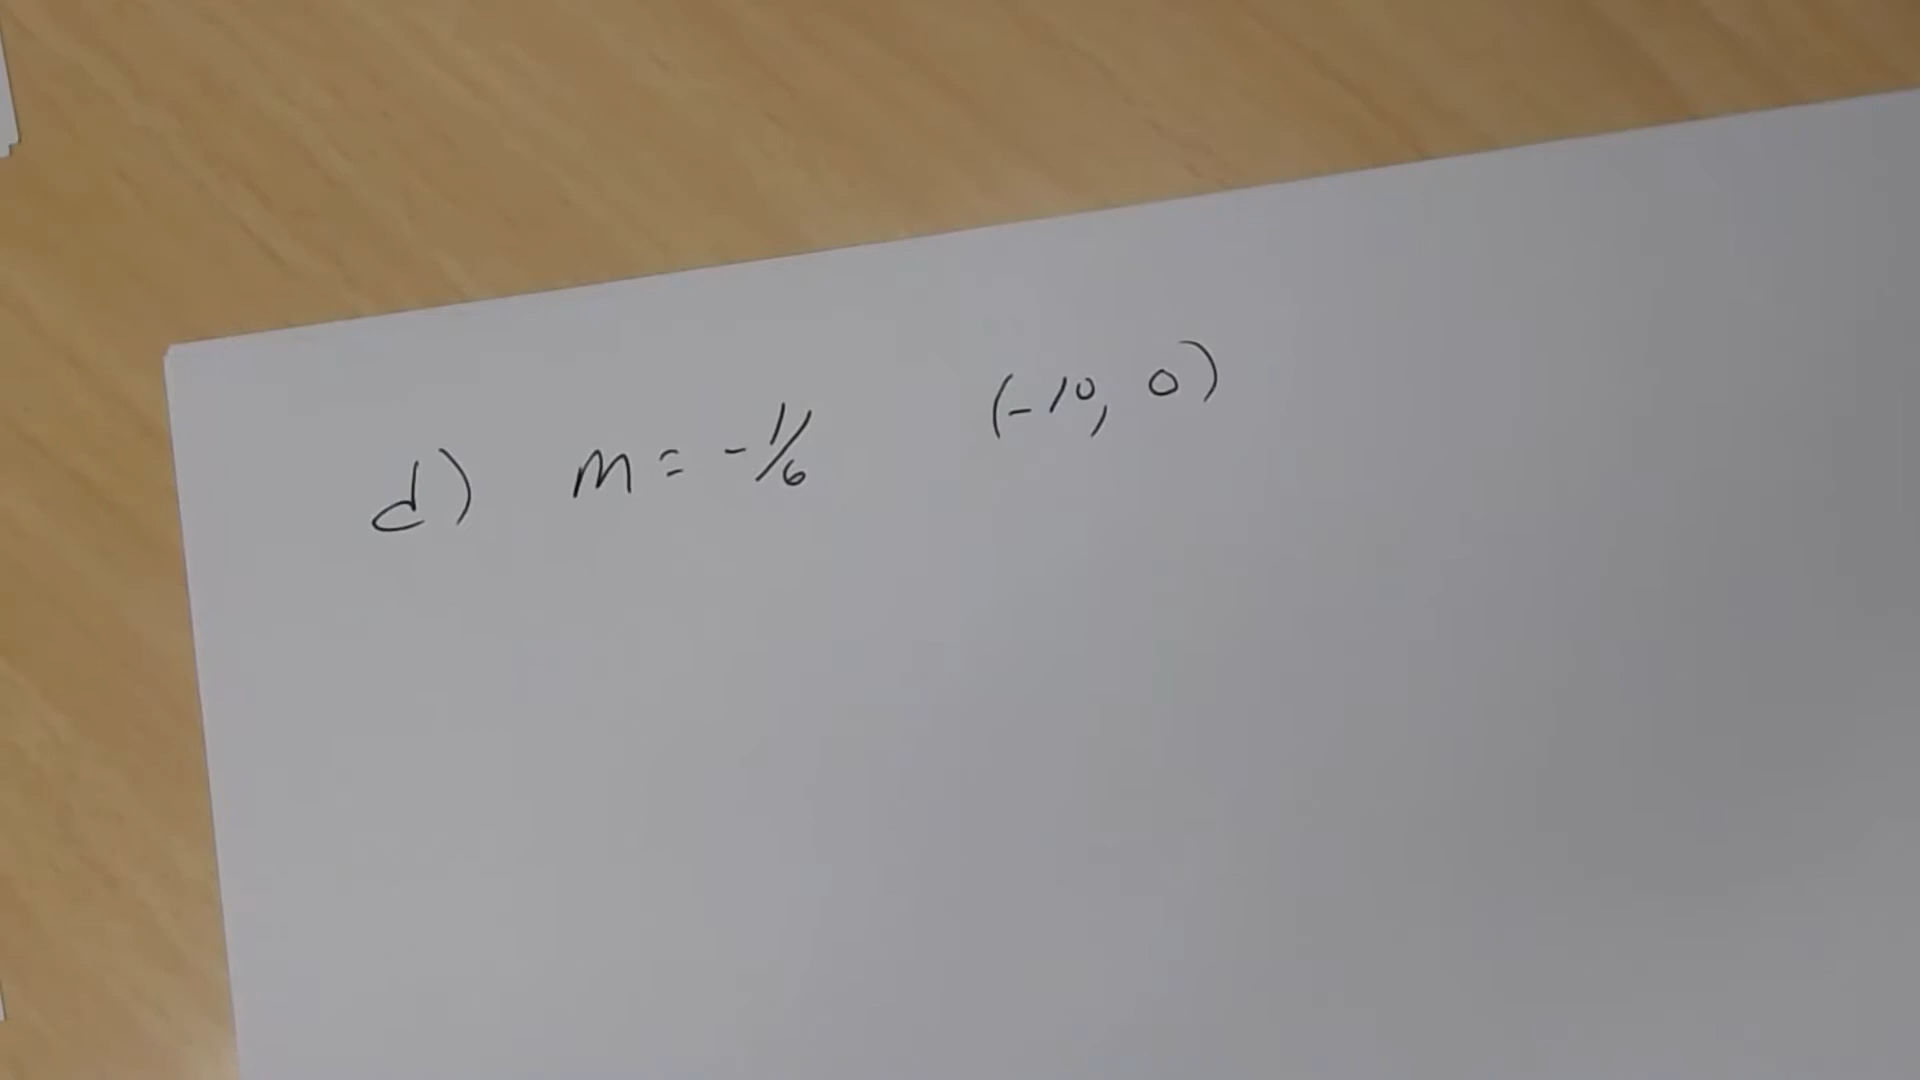 d) m = -1/6 (-10, 0)